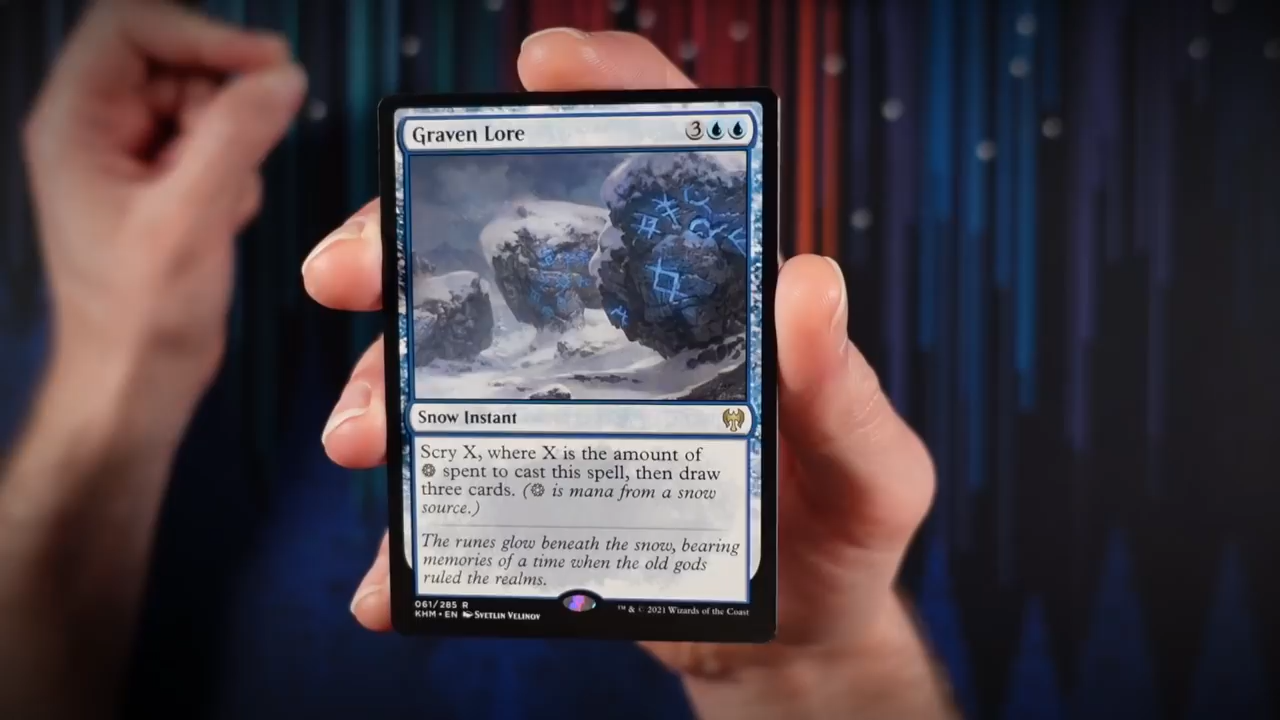 Graven Lore 3
Snow Instant
Scry X, where X is the amount of
spent to cast this spell, then draw
three cards. ( is mana from a snow
source.)
The runes glow beneath the snow, bearing
memories of a time when the old gods
ruled the realms.
061/285 R
KHM • EN Svetlin Velinov
™ & © 2021 Wizards of the Coast